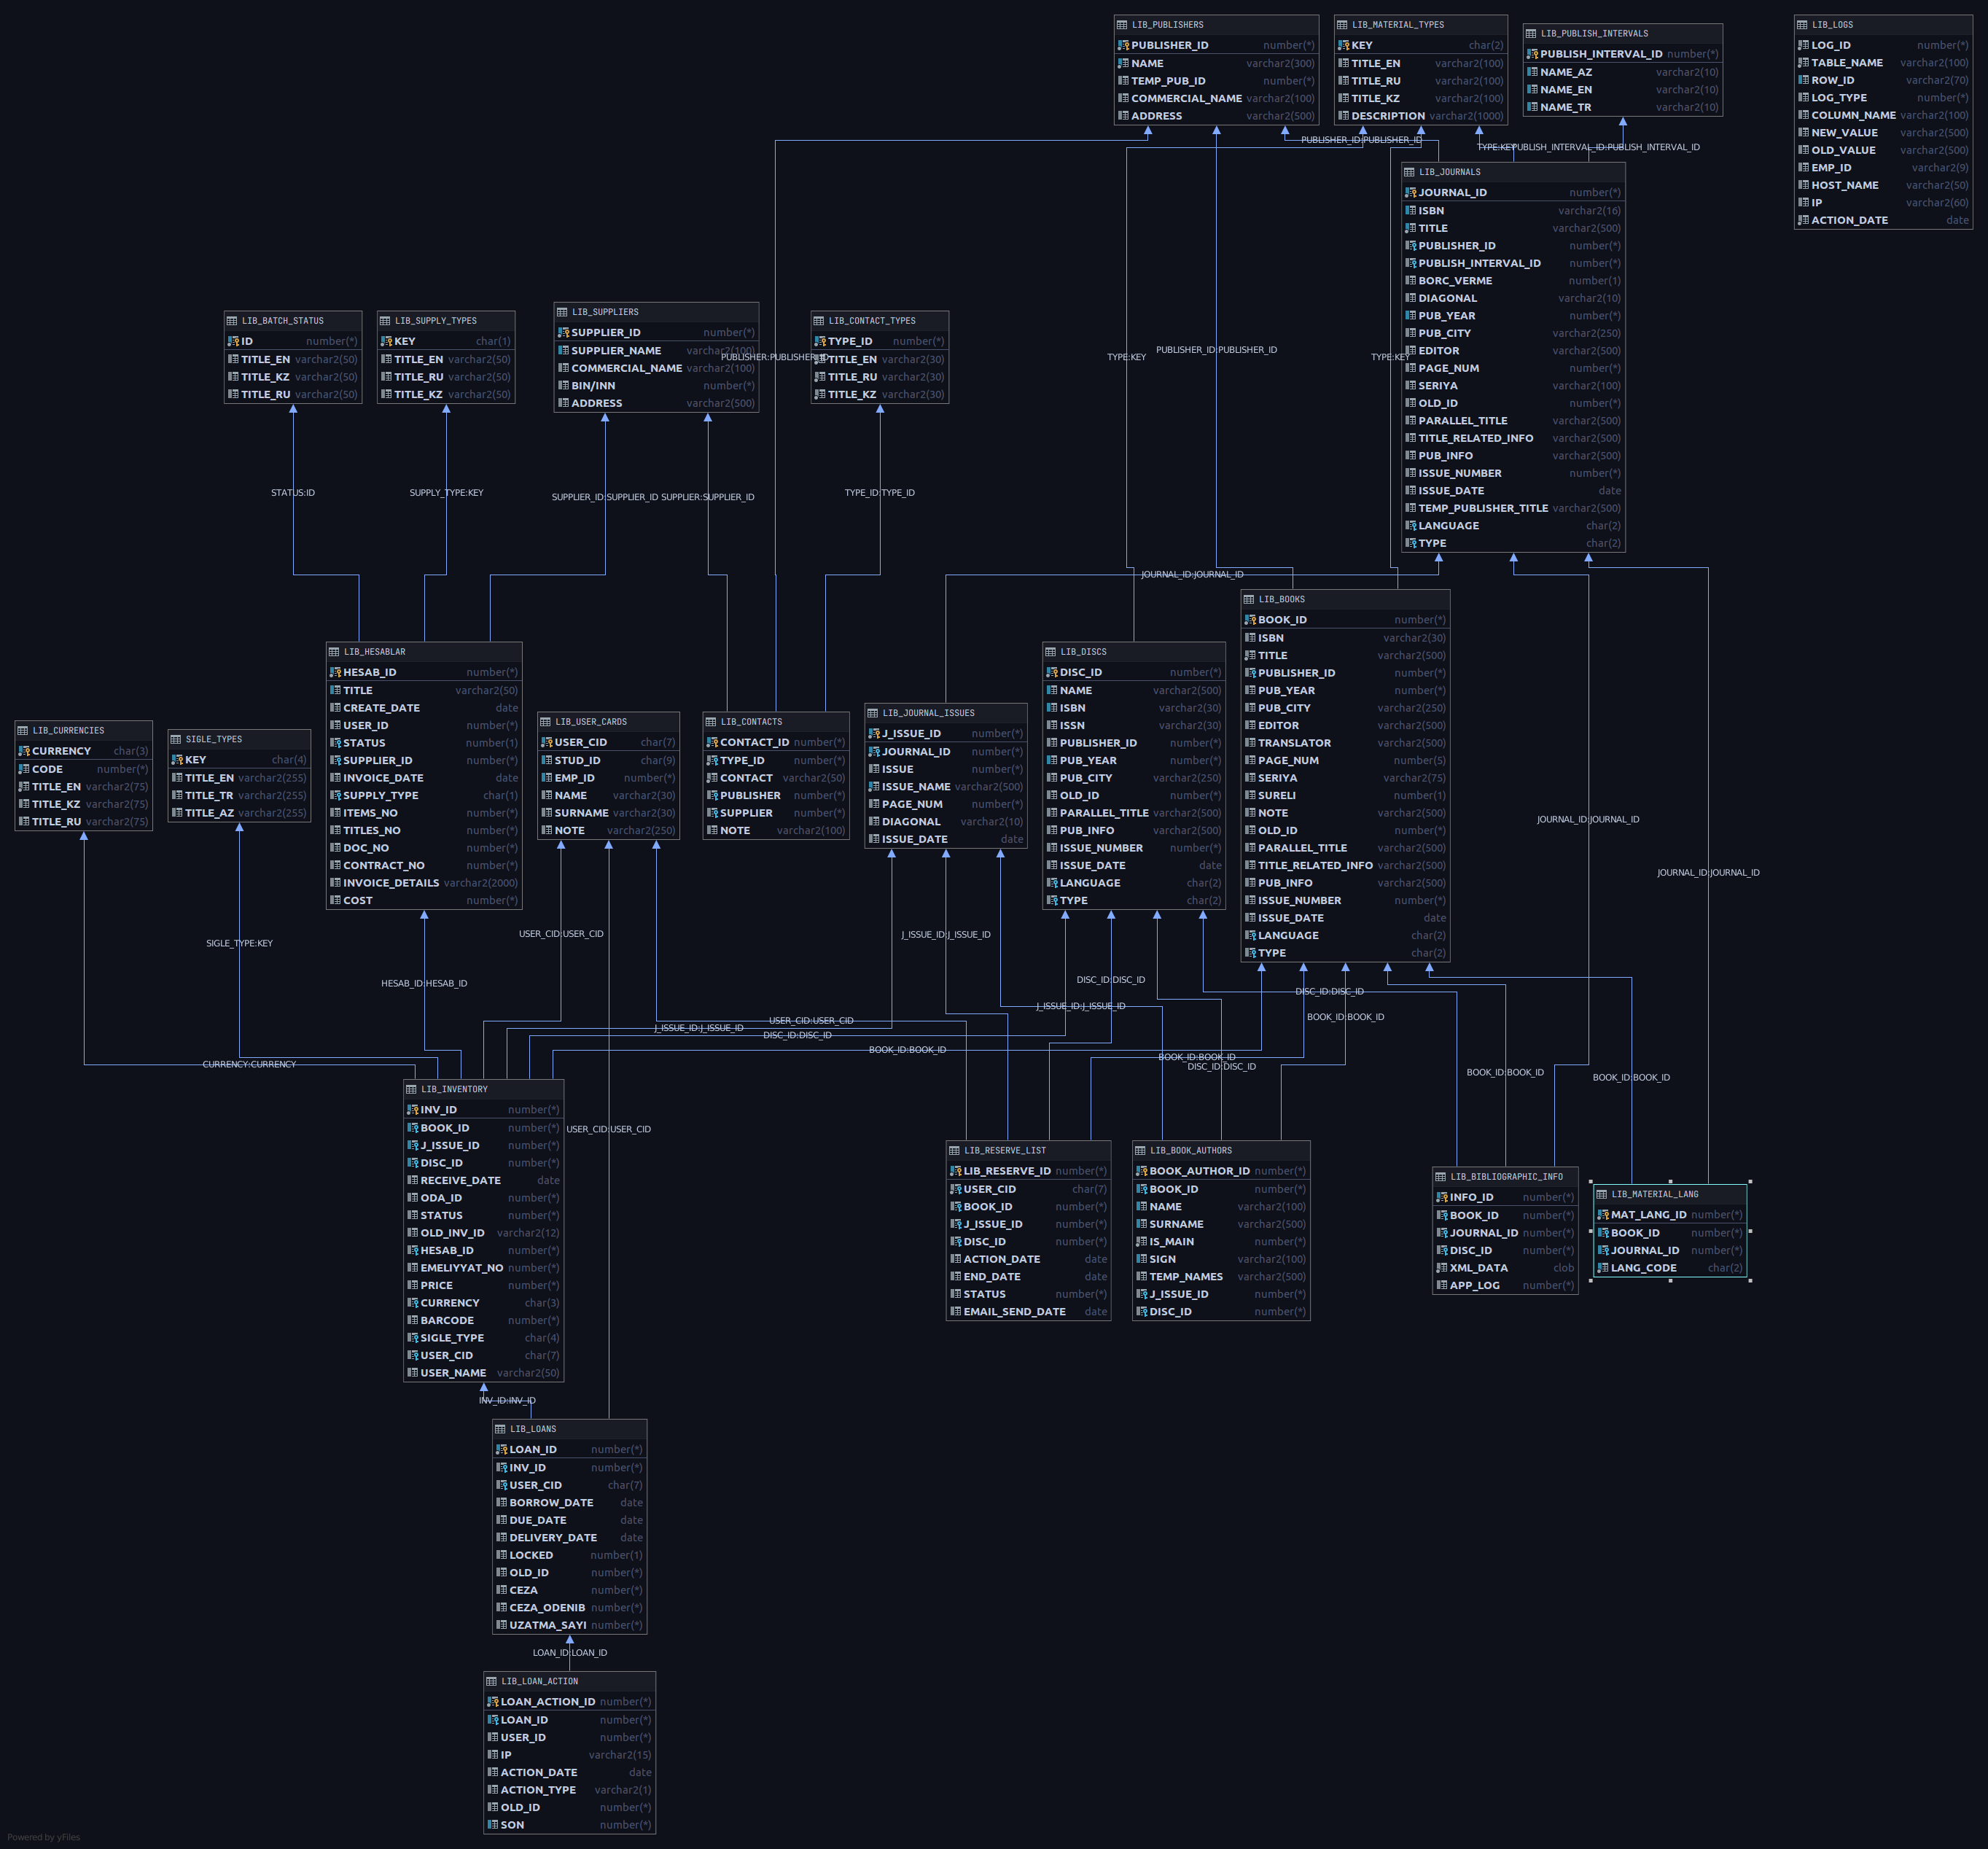 LIB_PUBLISHERS
PUBLISHER_ID number(*)
NAME varchar2(300)
TEMP_PUB_ID number(*)
COMMERCIAL_NAME varchar2(100)
ADDRESS varchar2(500)
LIB_MATERIAL_TYPES
KEY char(2)
TITLE_EN varchar2(100)
TITLE_RU varchar2(100)
TITLE_KZ varchar2(100)
DESCRIPTION varchar2(1000)
LIB_PUBLISH_INTERVALS
PUBLISH_INTERVAL_ID number(*)
NAME_AZ varchar2(10)
NAME_EN varchar2(10)
NAME_TR varchar2(10)
LIB_LOGS
LOG_ID number(*)
TABLE_NAME varchar2(100)
ROW_ID varchar2(70)
LOG_TYPE number(*)
COLUMN_NAME varchar2(100)
NEW_VALUE varchar2(500)
OLD_VALUE varchar2(500)
EMP_ID varchar2(9)
HOST_NAME varchar2(50)
IP varchar2(60)
ACTION_DATE date
PUBLISHER_ID:PUBLISHER_ID
TYPE:KEY
PUBLISH_INTERVAL_ID:PUBLISH_INTERVAL_ID
LIB_JOURNALS
JOURNAL_ID number(*)
ISBN varchar2(16)
TITLE varchar2(500)
PUBLISHER_ID number(*)
PUBLISH_INTERVAL_ID number(*)
BORC_VERME number(1)
DIAGONAL varchar2(10)
PUB_YEAR number(*)
PUB_CITY varchar2(250)
EDITOR varchar2(500)
PAGE_NUM number(*)
SERIYA varchar2(100)
OLD_ID number(*)
PARALLEL_TITLE varchar2(500)
TITLE_RELATED_INFO varchar2(500)
PUB_INFO varchar2(500)
ISSUE_NUMBER number(*)
ISSUE_DATE date
TEMP_PUBLISHER_TITLE varchar2(500)
LANGUAGE char(2)
TYPE char(2)
LIB_BATCH_STATUS
ID number(*)
TITLE_EN varchar2(50)
TITLE_KZ varchar2(50)
TITLE_RU varchar2(50)
LIB_SUPPLY_TYPES
KEY char(1)
TITLE_EN varchar2(50)
TITLE_RU varchar2(50)
TITLE_KZ varchar2(50)
LIB_SUPPLIERS
SUPPLIER_ID number(*)
SUPPLIER_NAME varchar2(100)
COMMERCIAL_NAME varchar2(100)
BIN/INN number(*)
ADDRESS varchar2(500)
LIB_CONTACT_TYPES
TYPE_ID number(*)
TITLE_EN varchar2(30)
TITLE_RU varchar2(30)
TITLE_KZ varchar2(30)
PUBLISHER:PUBLISHER_ID
TYPE:KEY
PUBLISHER_ID:PUBLISHER_ID
TYPE:KEY
STATUS:ID
SUPPLY_TYPE:KEY
SUPPLIER_ID:SUPPLIER_ID
SUPPLIER:SUPPLIER_ID
TYPE_ID:TYPE_ID
JOURNAL_ID:JOURNAL_ID
LIB_HESABLAR
HESAB_ID number(*)
TITLE varchar2(50)
CREATE_DATE date
USER_ID number(*)
STATUS number(1)
SUPPLIER_ID number(*)
INVOICE_DATE date
SUPPLY_TYPE char(1)
ITEMS_NO number(*)
TITLES_NO number(*)
DOC_NO number(*)
CONTRACT_NO number(*)
INVOICE_DETAILS varchar2(2000)
COST number(*)
LIB_DISCS
DISC_ID number(*)
NAME varchar2(500)
ISBN varchar2(30)
ISSN varchar2(30)
PUBLISHER_ID number(*)
PUB_YEAR number(*)
PUB_CITY varchar2(250)
OLD_ID number(*)
PARALLEL_TITLE varchar2(500)
PUB_INFO varchar2(500)
ISSUE_NUMBER number(*)
ISSUE_DATE date
LANGUAGE char(2)
TYPE char(2)
LIB_BOOKS
BOOK_ID number(*)
ISBN varchar2(30)
TITLE varchar2(500)
PUBLISHER_ID number(*)
PUB_YEAR number(*)
PUB_CITY varchar2(250)
EDITOR varchar2(500)
TRANSLATOR varchar2(500)
PAGE_NUM number(5)
SERIYA varchar2(75)
SURELI number(1)
NOTE varchar2(500)
OLD_ID number(*)
PARALLEL_TITLE varchar2(500)
TITLE_RELATED_INFO varchar2(500)
PUB_INFO varchar2(500)
ISSUE_NUMBER number(*)
ISSUE_DATE date
LANGUAGE char(2)
TYPE char(2)
LIB_CURRENCIES
CURRENCY char(3)
CODE number(*)
TITLE_EN varchar2(75)
TITLE_KZ varchar2(75)
TITLE_RU varchar2(75)
SIGLE_TYPES
KEY char(4)
TITLE_EN varchar2(255)
TITLE_TR varchar2(255)
TITLE_AZ varchar2(255)
LIB_USER_CARDS
USER_CID char(7)
STUD_ID char(9)
EMP_ID number(*)
NAME varchar2(30)
SURNAME varchar2(30)
NOTE varchar2(250)
LIB_CONTACTS
CONTACT_ID number(*)
TYPE_ID number(*)
CONTACT varchar2(50)
PUBLISHER number(*)
SUPPLIER number(*)
NOTE varchar2(100)
LIB_JOURNAL_ISSUES
J_ISSUE_ID number(*)
JOURNAL_ID number(*)
ISSUE number(*)
ISSUE_NAME varchar2(500)
PAGE_NUM number(*)
DIAGONAL varchar2(10)
ISSUE_DATE date
JOURNAL_ID:JOURNAL_ID
JOURNAL_ID:JOURNAL_ID
SIGLE_TYPE:KEY
USER_CID:USER_CID
J_ISSUE_ID:J_ISSUE_ID
HESAB_ID:HESAB_ID
DISC_ID:DISC_ID
DISC_ID:DISC_ID
J_ISSUE_ID:J_ISSUE_ID
BOOK_ID:BOOK_ID
USER_CID:USER_CID
J_ISSUE_ID:J_ISSUE_ID
DISC_ID:DISC_ID
BOOK_ID:BOOK_ID
BOOK_ID:BOOK_ID
DISC_ID:DISC_ID
CURRENCY:CURRENCY
BOOK_ID:BOOK_ID
BOOK_ID:BOOK_ID
USER_CID:USER_CID
LIB_INVENTORY
INV_ID number(*)
BOOK_ID number(*)
J_ISSUE_ID number(*)
DISC_ID number(*)
RECEIVE_DATE date
ODA_ID number(*)
STATUS number(*)
OLD_INV_ID varchar2(12)
HESAB_ID number(*)
EMELIYYAT_NO number(*)
PRICE number(*)
CURRENCY char(3)
BARCODE number(*)
SIGLE_TYPE char(4)
USER_CID char(7)
USER_NAME varchar2(50)
LIB_RESERVE_LIST
LIB_RESERVE_ID number(*)
USER_CID char(7)
BOOK_ID number(*)
J_ISSUE_ID number(*)
DISC_ID number(*)
ACTION_DATE date
END_DATE date
STATUS number(*)
EMAIL_SEND_DATE date
LIB_BOOK_AUTHORS
BOOK_AUTHOR_ID number(*)
BOOK_ID number(*)
NAME varchar2(100)
SURNAME varchar2(500)
IS_MAIN number(*)
SIGN varchar2(100)
TEMP_NAMES varchar2(500)
J_ISSUE_ID number(*)
DISC_ID number(*)
LIB_BIBLIOGRAPHIC_INFO
INFO_ID number(*)
BOOK_ID number(*)
JOURNAL_ID number(*)
DISC_ID number(*)
XML_DATA clob
APP_LOG number(*)
LIB_MATERIAL_LANG
MAT_LANG_ID number(*)
BOOK_ID number(*)
JOURNAL_ID number(*)
LANG_CODE char(2)
INV_ID:INV_ID
LIB_LOANS
LOAN_ID number(*)
INV_ID number(*)
USER_CID char(7)
BORROW_DATE date
DUE_DATE date
DELIVERY_DATE date
LOCKED number(1)
OLD_ID number(*)
CEZA number(*)
CEZA_ODENIB number(*)
UZATMA_SAYI number(*)
LOAN_ID:LOAN_ID
LIB_LOAN_ACTION
LOAN_ACTION_ID number(*)
LOAN_ID number(*)
USER_ID number(*)
IP varchar2(15)
ACTION_DATE date
ACTION_TYPE varchar2(1)
OLD_ID number(*)
SON number(*)
Powered by yFiles